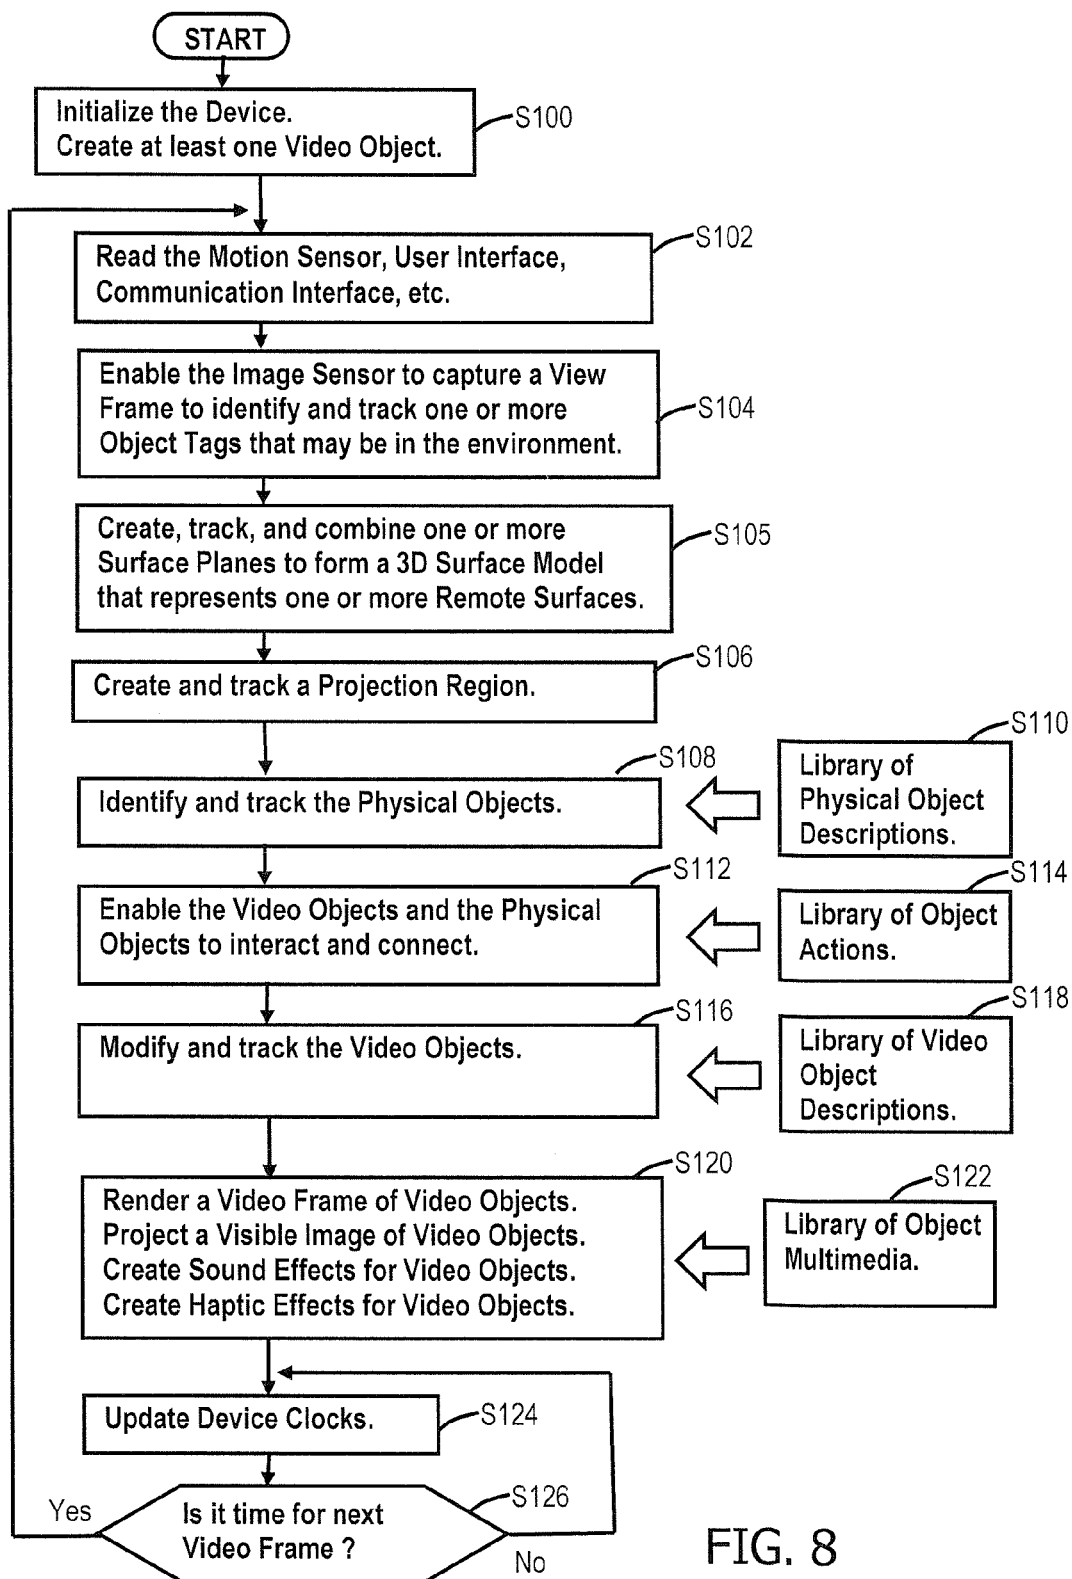 START
Initialize the Device.
Create at least one Video Object.
S100
Read the Motion Sensor, User Interface,
Communication Interface, etc.
S102
Enable the Image Sensor to capture a View
Frame to identify and track one or more
Object Tags that may be in the environment.
S104
Create, track, and combine one or more
Surface Planes to form a 3D Surface Model
that represents one or more Remote Surfaces.
S105
Create and track a Projection Region.
S106
Identify and track the Physical Objects.
S108
Library of
Physical Object
Descriptions.
S110
Enable the Video Objects and the Physical
Objects to interact and connect.
S112
Library of Object
Actions.
S114
Modify and track the Video Objects.
S116
Library of Video
Object
Descriptions.
S118
Render a Video Frame of Video Objects.
Project a Visible Image of Video Objects.
Create Sound Effects for Video Objects.
Create Haptic Effects for Video Objects.
S120
Library of Object
Multimedia.
S122
Update Device Clocks.
S124
Is it time for next
Video Frame ?
S126
Yes
No
FIG. 8